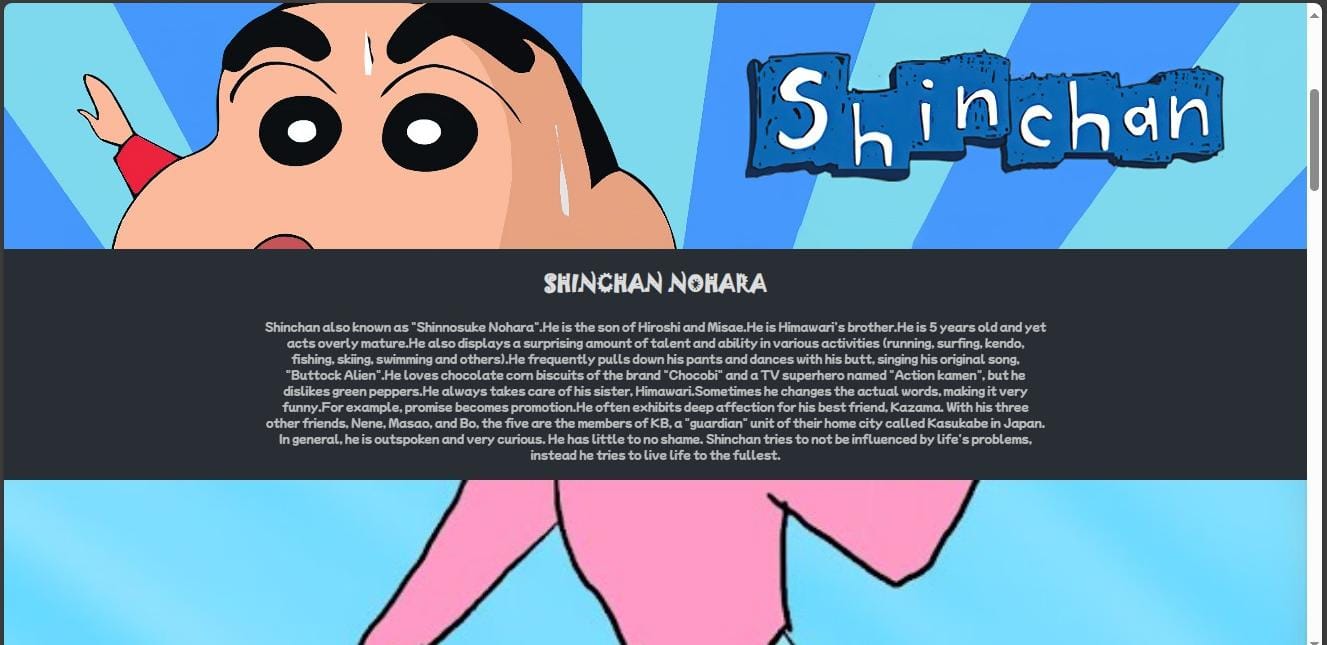 Shinchan
SHINCHAN NOHARA
Shinchan also known as "Shinnosuke Nohara".He is the son of Hiroshi and Misae.He is Himawari's brother.He is 5 years old and yet
acts overly mature.He also displays a surprising amount of talent and ability in various activities (running, surfing, kendo,
fishing, skiing, swimming and others).He frequently pulls down his pants and dances with his butt, singing his original song,
"Buttock Alien".He loves chocolate corn biscuits of the brand "Chocobi" and a TV superhero named "Action kamen", but he
dislikes green peppers.He always takes care of his sister, Himawari.Sometimes he changes the actual words, making it very
funny.For example, promise becomes promotion.He often exhibits deep affection for his best friend, Kazama. With his three
other friends, Nene, Masao, and Bo, the five are the members of KB, a "guardian" unit of their home city called Kasukabe in Japan.
In general, he is outspoken and very curious. He has little to no shame. Shinchan tries to not be influenced by life's problems,
instead he tries to live life to the fullest.